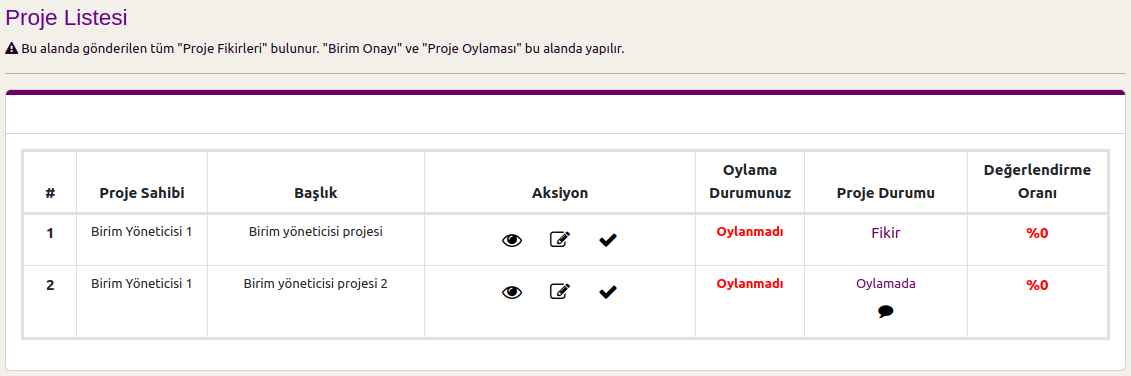 Proje Listesi
Bu alanda gönderilen tüm "Proje Fikirleri" bulunur. "Birim Onayı" ve "Proje Oylaması" bu alanda yapılır.
# Proje Sahibi Başlık Aksiyon Oylama Durumunuz Proje Durumu Değerlendirme Oranı
1 Birim Yöneticisi 1 Birim yöneticisi projesi Oylanmadı Fikir %0
2 Birim Yöneticisi 1 Birim yöneticisi projesi 2 Oylanmadı Oylamada %0